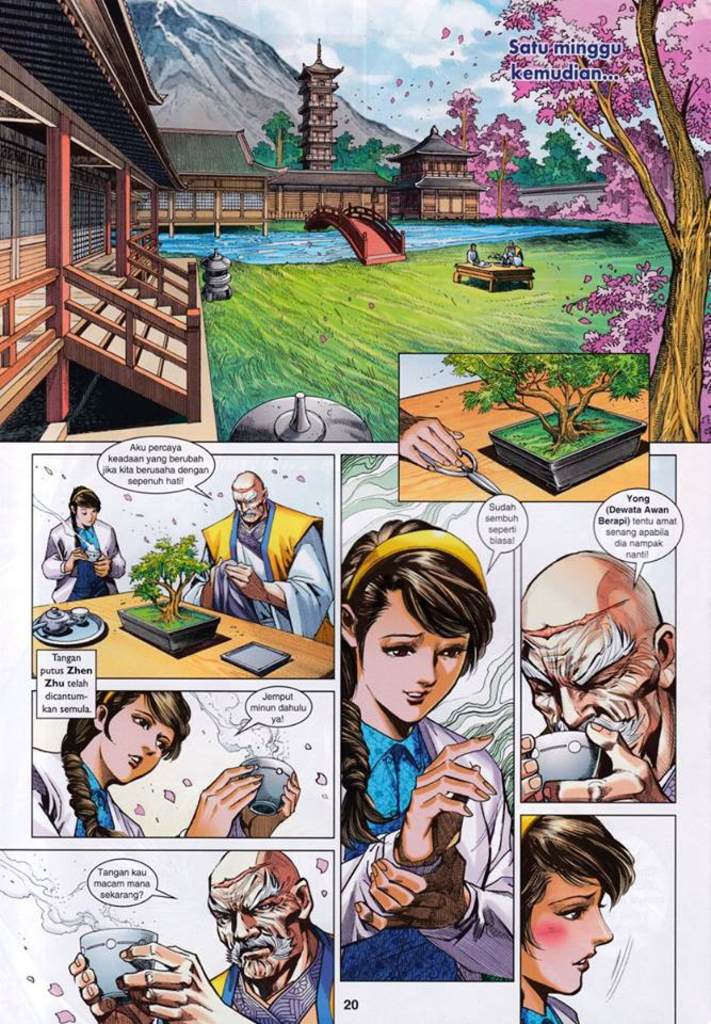 Satu minggu
kemudian...
Aku percaya
keadaan yang berubah
jika kita berusaha dengan
sepenuh hati!
Tangan
putus Zhen
Zhu telah
dicantum-
kan semula.
Jemput
minun dahulu
ya!
Tangan kau
macam mana
sekarang?
Sudah
sembuh
seperti
biasa!
Yong
(Dewata Awan
Berapi) tentu amat
senang apabila
dia nampak
nanti!
20